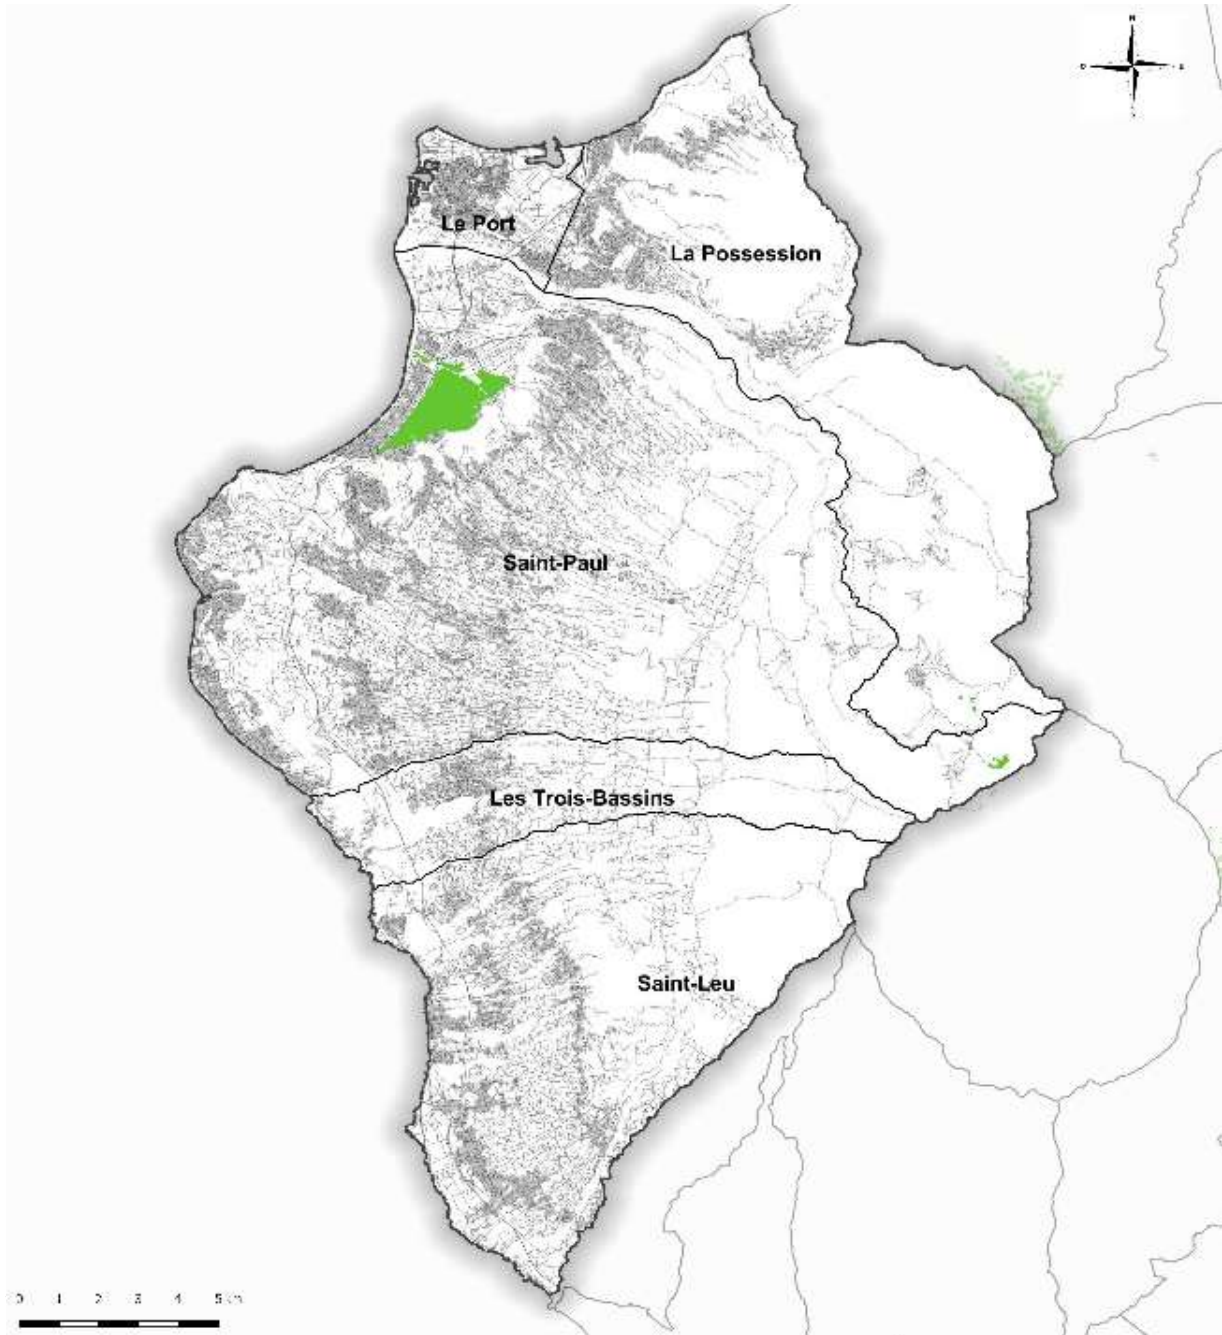 N
Le Port
La Possession
Saint-Paul
Les Trois-Bassins
Saint-Leu
0 1 2 3 4 5 km